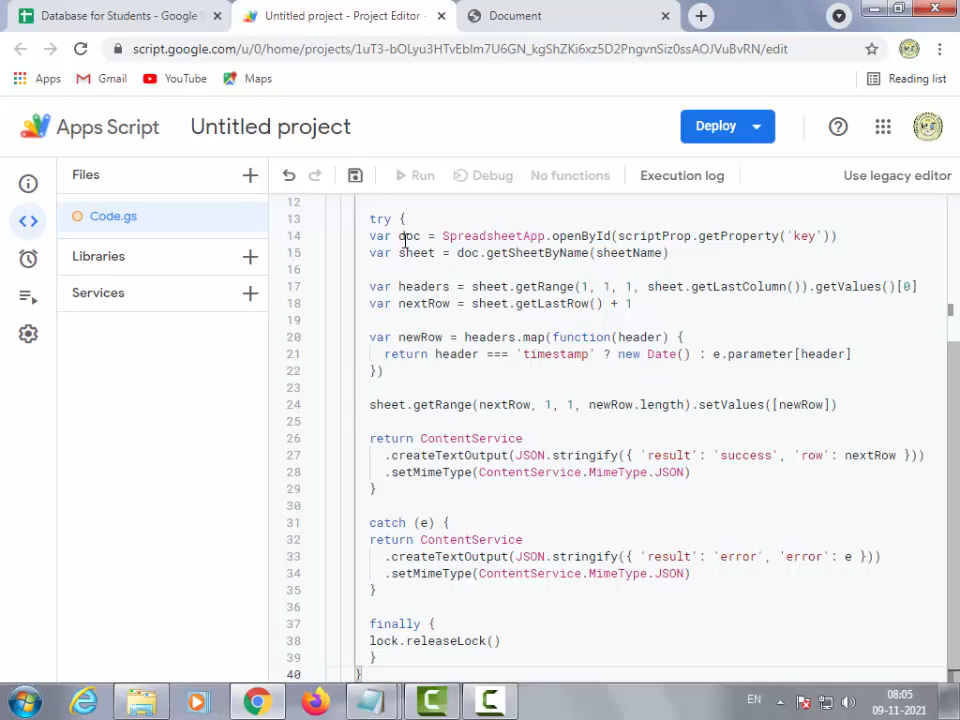 Database for Students - Google S
Untitled project - Project Editor -
Document
script.google.com/u/0/home/projects/1uT3-bOLyu3HTvEblm7U6GN_kgShZKi6xz5D2PngvnSiz0ssAOJVuBvRN/edit
Apps
Gmail
YouTube
Maps
Reading list
Apps Script
Untitled project
Deploy
Files
Run
Debug
No functions
Execution log
Use legacy editor
Code.gs
Libraries
Services
12
13 try {
14 var doc = SpreadsheetApp.openById(scriptProp.getProperty('key'))
15 var sheet = doc.getSheetByName(sheetName)
16
17 var headers = sheet.getRange(1, 1, 1, sheet.getLastColumn()).getValues()[0]
18 var nextRow = sheet.getLastRow() + 1
19
20 var newRow = headers.map(function(header) {
21 return header === 'timestamp' ? new Date() : e.parameter[header]
22 })
23
24 sheet.getRange(nextRow, 1, 1, newRow.length).setValues([newRow])
25
26 return ContentService
27 .createTextOutput(JSON.stringify({ 'result': 'success', 'row': nextRow }))
28 .setMimeType(ContentService.MimeType.JSON)
29 }
30
31 catch (e) {
32 return ContentService
33 .createTextOutput(JSON.stringify({ 'result': 'error', 'error': e }))
34 .setMimeType(ContentService.MimeType.JSON)
35 }
36
37 finally {
38 lock.releaseLock()
39 }
40 }
EN
08:05
09-11-2021